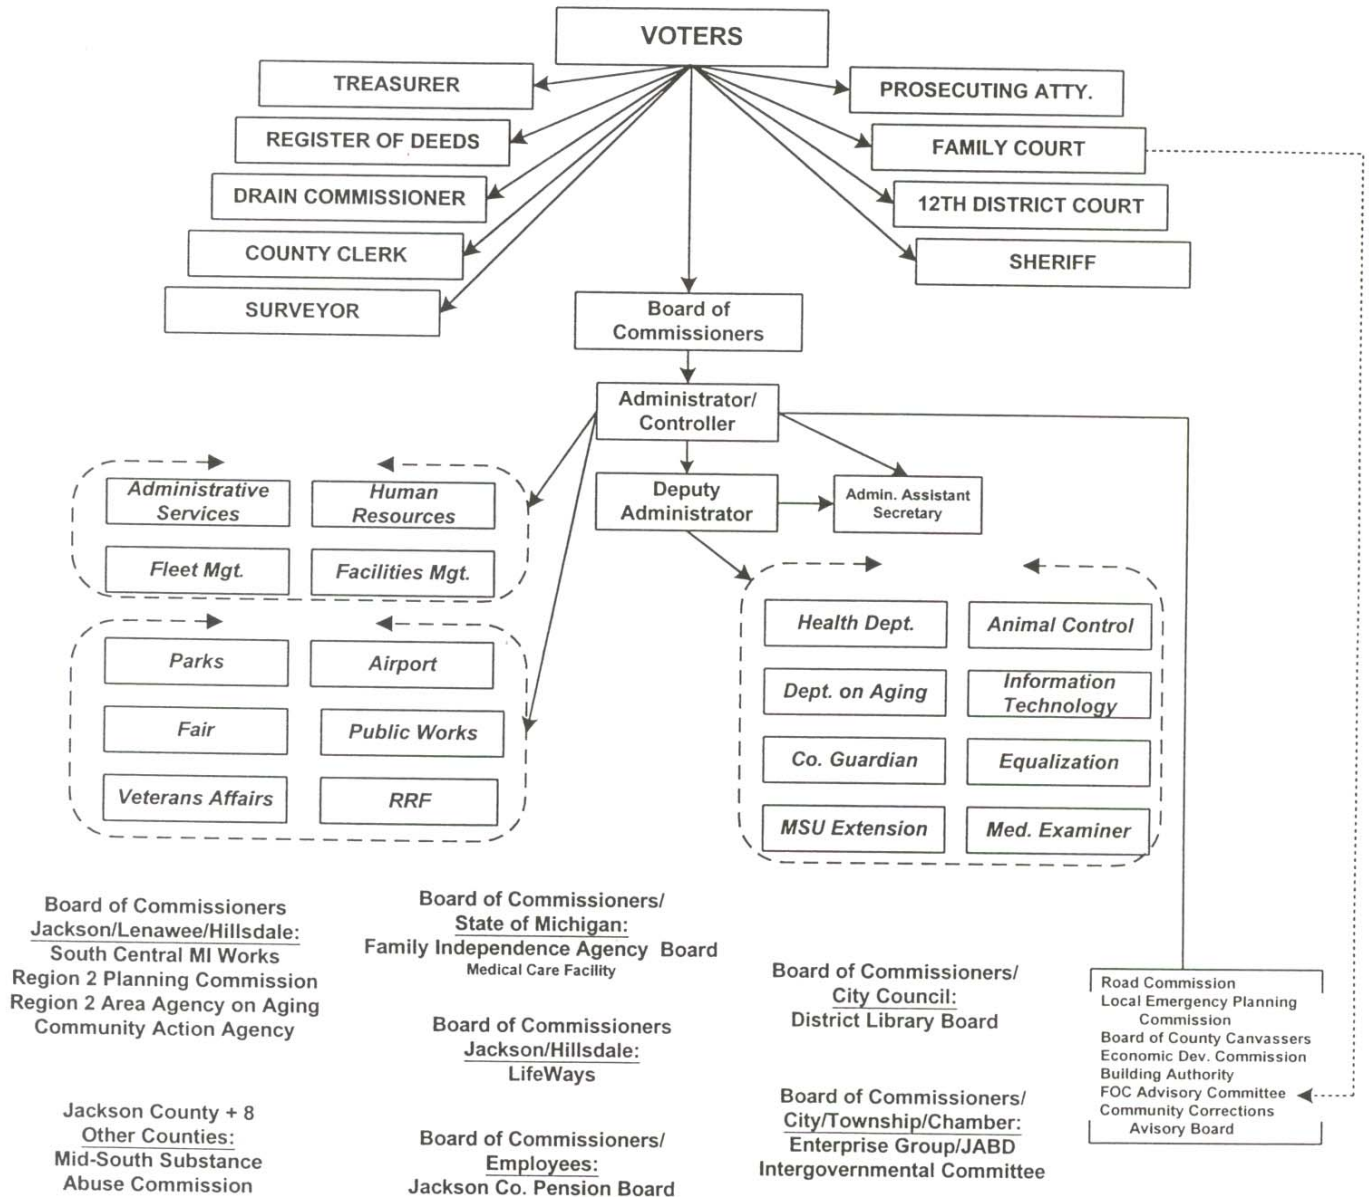 VOTERS
TREASURER
REGISTER OF DEEDS
DRAIN COMMISSIONER
COUNTY CLERK
SURVEYOR
PROSECUTING ATTY.
FAMILY COURT
12TH DISTRICT COURT
SHERIFF
Board of
Commissioners
Administrator/
Controller
Deputy
Administrator
Admin. Assistant
Secretary
Administrative
Services
Human
Resources
Fleet Mgt.
Facilities Mgt.
Parks
Airport
Fair
Public Works
Veterans Affairs
RRF
Health Dept.
Animal Control
Dept. on Aging
Information
Technology
Co. Guardian
Equalization
MSU Extension
Med. Examiner
Board of Commissioners
Jackson/Lenawee/Hillsdale:
South Central MI Works
Region 2 Planning Commission
Region 2 Area Agency on Aging
Community Action Agency
Jackson County + 8
Other Counties:
Mid-South Substance
Abuse Commission
Board of Commissioners/
State of Michigan:
Family Independence Agency Board
Medical Care Facility
Board of Commissioners
Jackson/Hillsdale:
LifeWays
Board of Commissioners/
Employees:
Jackson Co. Pension Board
Board of Commissioners/
City Council:
District Library Board
Board of Commissioners/
City/Township/Chamber:
Enterprise Group/JABD
Intergovernmental Committee
Road Commission
Local Emergency Planning
Commission
Board of County Canvassers
Economic Dev. Commission
Building Authority
FOC Advisory Committee
Community Corrections
Avisory Board